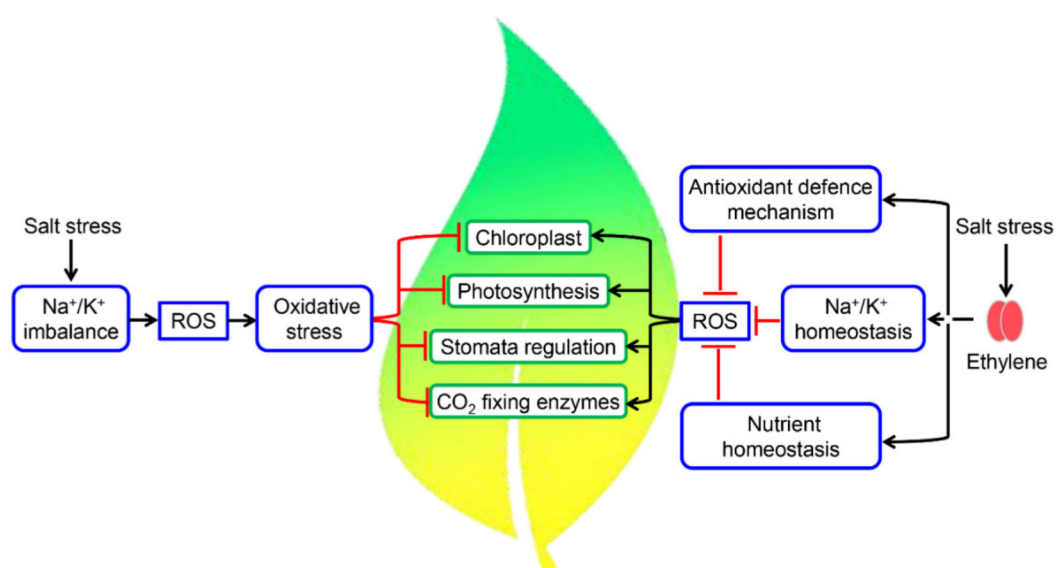 Salt stress
Na⁺/K⁺
imbalance
ROS
Oxidative
stress
Chloroplast
Photosynthesis
Stomata regulation
CO₂ fixing enzymes
ROS
Antioxidant defence
mechanism
Na⁺/K⁺
homeostasis
Nutrient
homeostasis
Salt stress
Ethylene